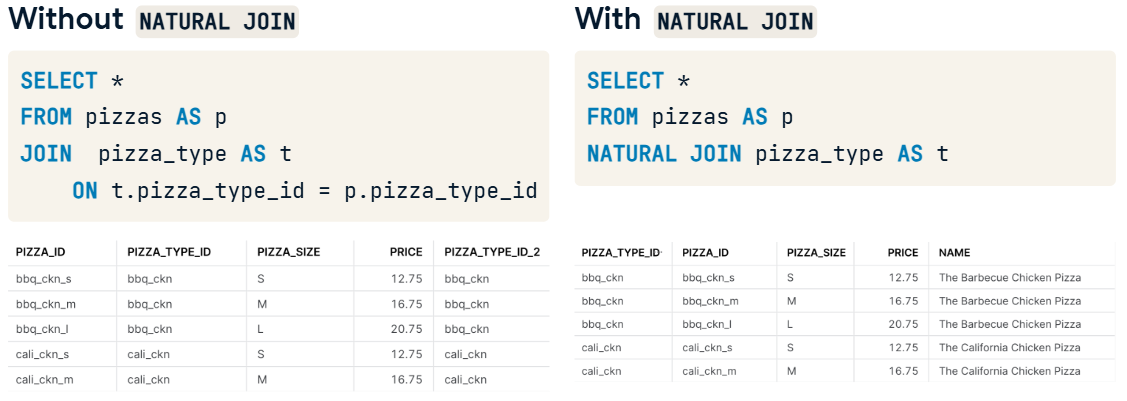 Without NATURAL JOIN
SELECT *
FROM pizzas AS p
JOIN  pizza_type AS t
    ON t.pizza_type_id = p.pizza_type_id
PIZZA_ID PIZZA_TYPE_ID PIZZA_SIZE PRICE PIZZA_TYPE_ID_2
bbq_ckn_s bbq_ckn S 12.75 bbq_ckn
bbq_ckn_m bbq_ckn M 16.75 bbq_ckn
bbq_ckn_l bbq_ckn L 20.75 bbq_ckn
cali_ckn_s cali_ckn S 12.75 cali_ckn
cali_ckn_m cali_ckn M 16.75 cali_ckn
With NATURAL JOIN
SELECT *
FROM pizzas AS p
NATURAL JOIN pizza_type AS t
PIZZA_TYPE_ID PIZZA_ID PIZZA_SIZE PRICE NAME
bbq_ckn bbq_ckn_s S 12.75 The Barbecue Chicken Pizza
bbq_ckn bbq_ckn_m M 16.75 The Barbecue Chicken Pizza
bbq_ckn bbq_ckn_l L 20.75 The Barbecue Chicken Pizza
cali_ckn cali_ckn_s S 12.75 The California Chicken Pizza
cali_ckn cali_ckn_m M 16.75 The California Chicken Pizza